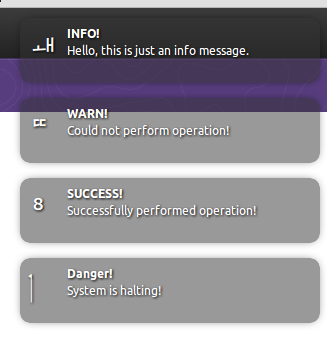 INFO!
Hello, this is just an info message.
WARN!
Could not perform operation!
8
SUCCESS!
Successfully performed operation!
Danger!
System is halting!